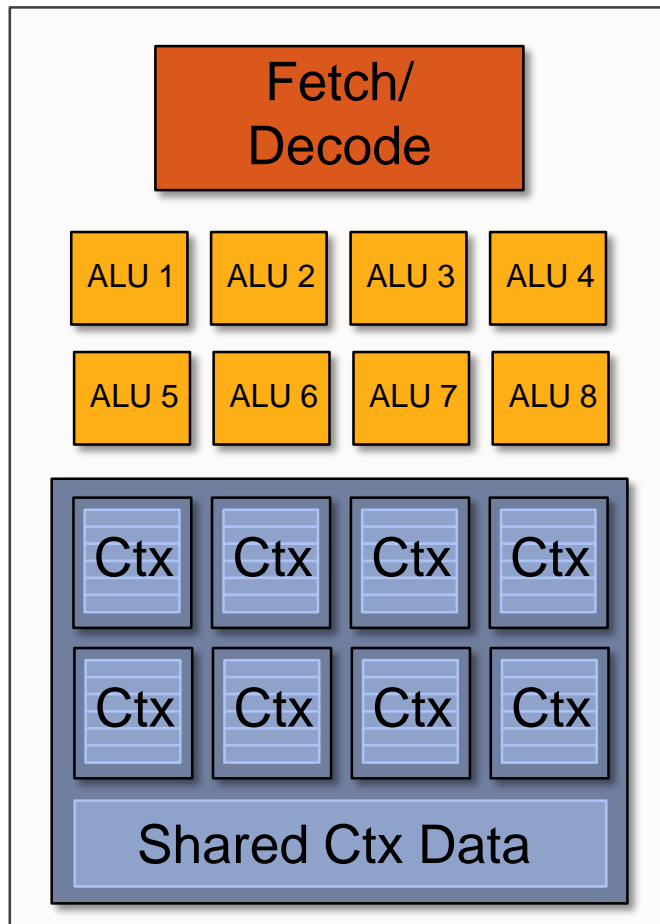 Fetch/
Decode
ALU 1 ALU 2 ALU 3 ALU 4
ALU 5 ALU 6 ALU 7 ALU 8
Ctx Ctx Ctx Ctx
Ctx Ctx Ctx Ctx
Shared Ctx Data